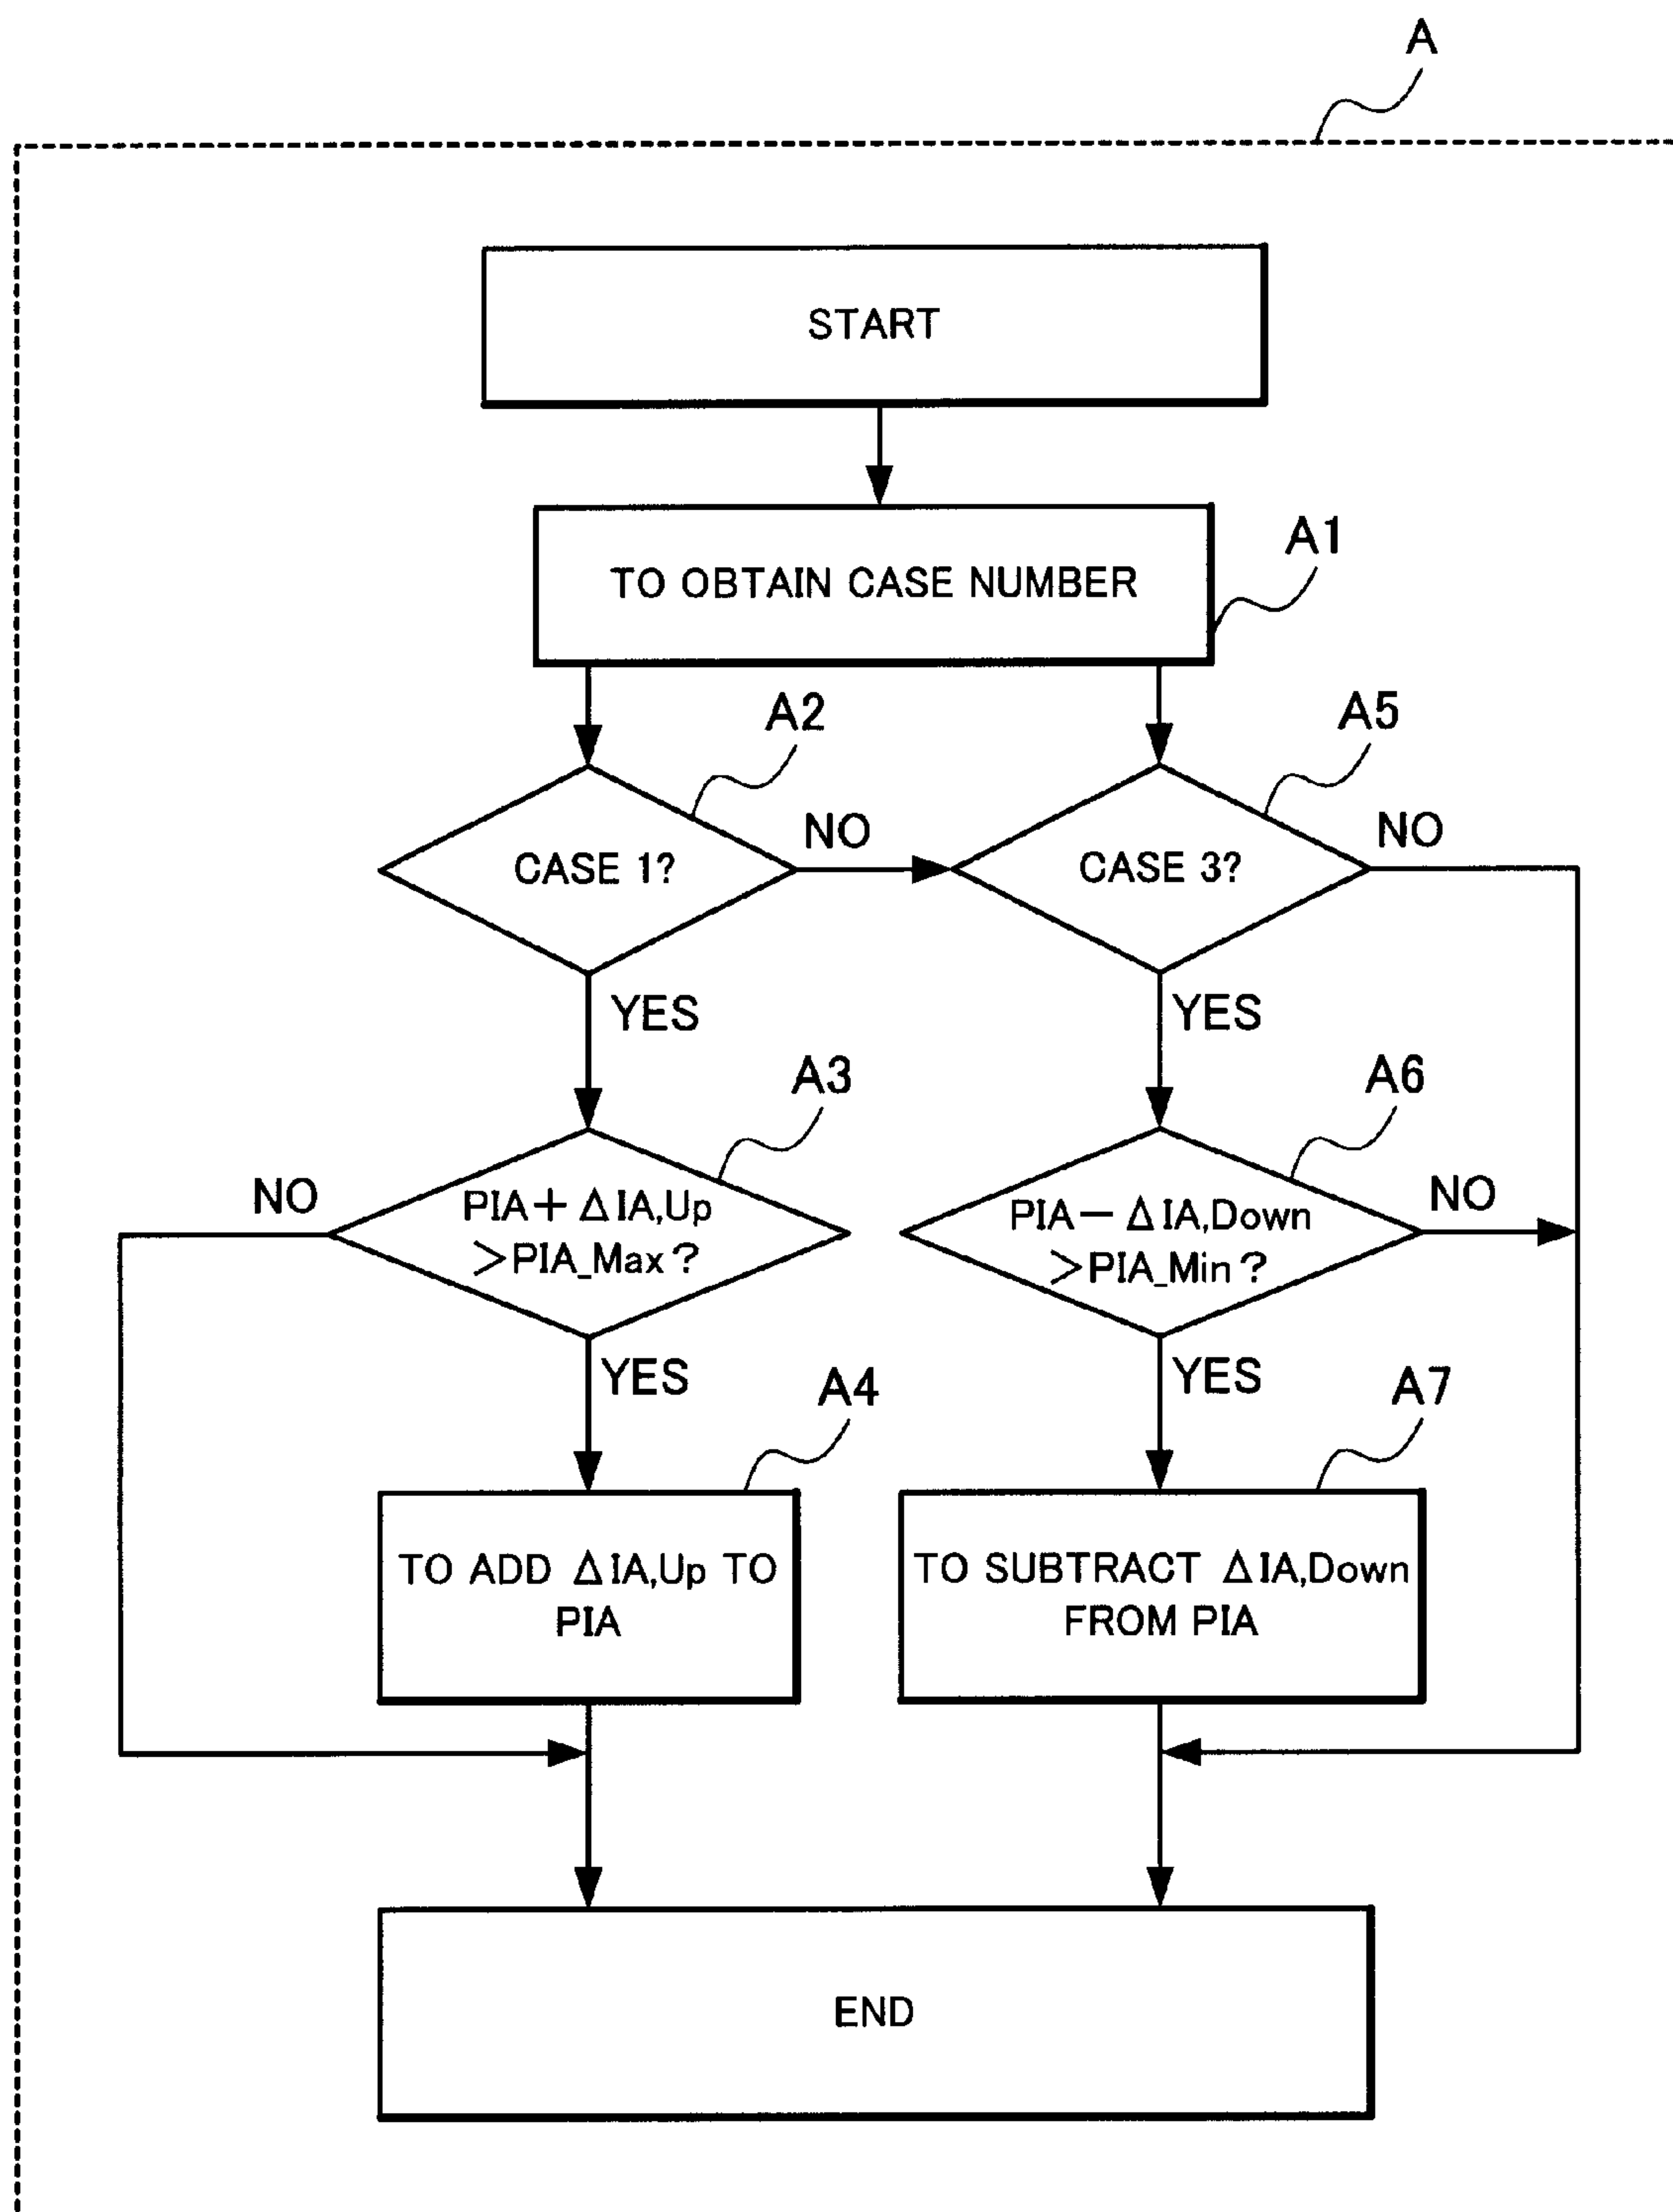 A
START
TO OBTAIN CASE NUMBER
A1
A2
A5
CASE 1?
NO
CASE 3?
NO
YES
YES
A3
A6
NO
PIA+ΔIA,Up
>PIA_Max?
PIA-ΔIA,Down
>PIA_Min?
NO
YES
YES
A4
A7
TO ADD ΔIA,Up TO
PIA
TO SUBTRACT ΔIA,Down
FROM PIA
END